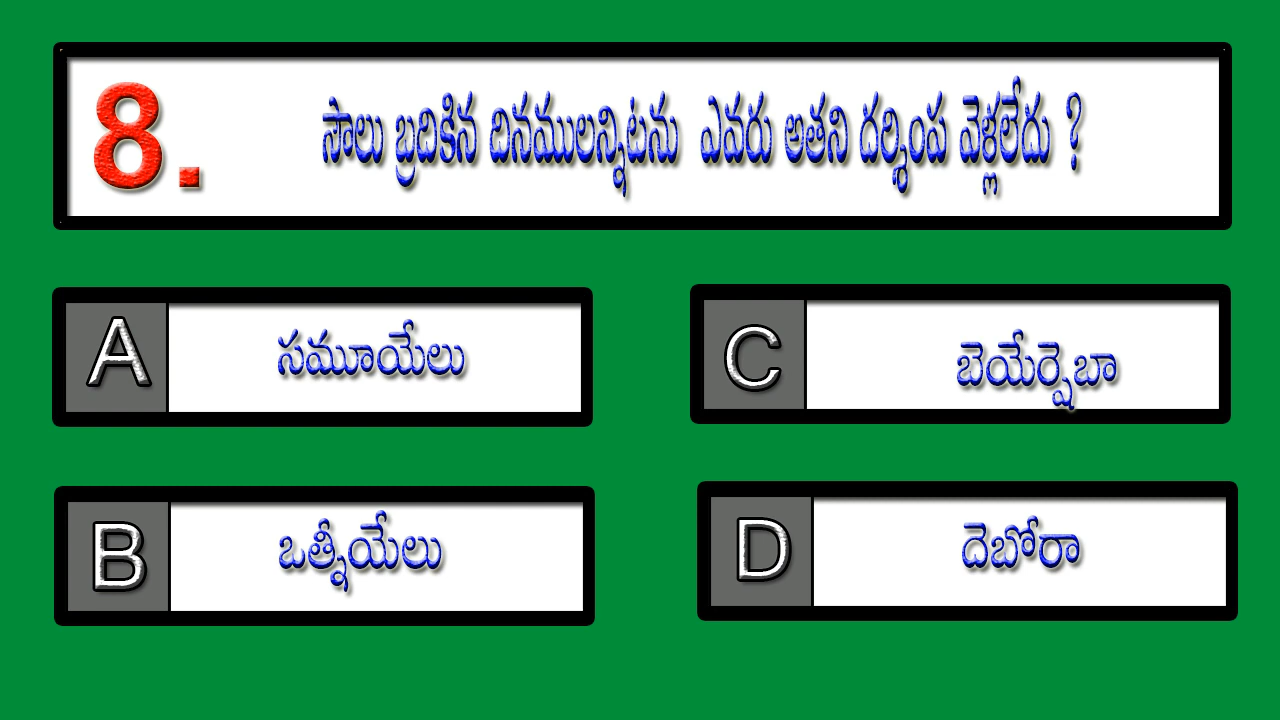 8. సౌలు బ్రదికిన దినములన్నిటను ఎవరు అతని దర్శింప వెళ్లలేదు ?
A సమూయేలు
C బెయేర్షెబా
B ఒత్నీయేలు
D దెబోరా